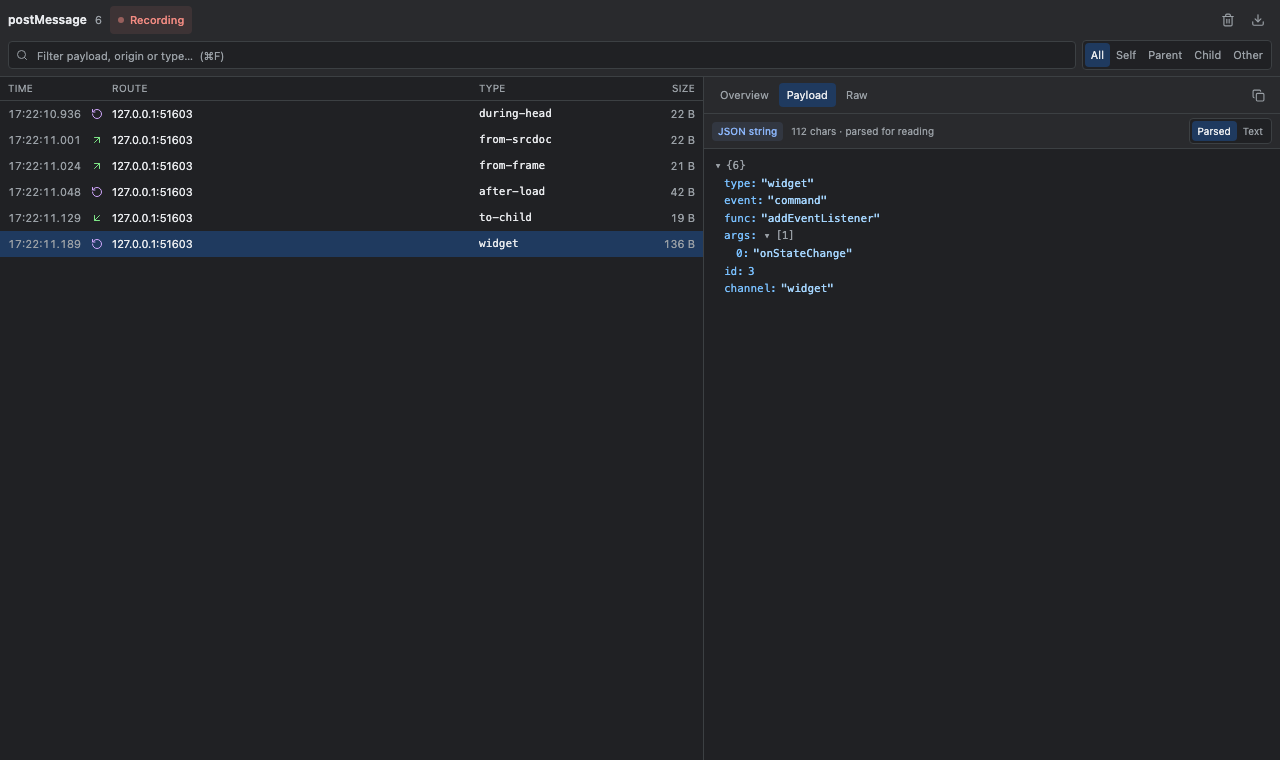 postMessage 6 Recording
Filter payload, origin or type… (⌘F)
All Self Parent Child Other
TIME ROUTE TYPE SIZE
17:22:10.936 127.0.0.1:51603 during-head 22 B
17:22:11.001 127.0.0.1:51603 from-srcdoc 22 B
17:22:11.024 127.0.0.1:51603 from-frame 21 B
17:22:11.048 127.0.0.1:51603 after-load 42 B
17:22:11.129 127.0.0.1:51603 to-child 19 B
17:22:11.189 127.0.0.1:51603 widget 136 B
Overview Payload Raw
JSON string 112 chars · parsed for reading Parsed Text
▾ {6}
type: "widget"
event: "command"
func: "addEventListener"
args: ▾ [1]
0: "onStateChange"
id: 3
channel: "widget"